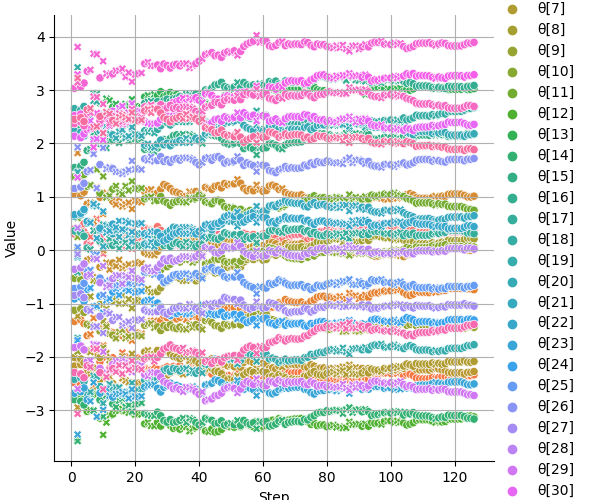 4
3
2
1
0
−1
−2
−3
Value
0
20
40
60
80
100
120
Step
θ[7]
θ[8]
θ[9]
θ[10]
θ[11]
θ[12]
θ[13]
θ[14]
θ[15]
θ[16]
θ[17]
θ[18]
θ[19]
θ[20]
θ[21]
θ[22]
θ[23]
θ[24]
θ[25]
θ[26]
θ[27]
θ[28]
θ[29]
θ[30]